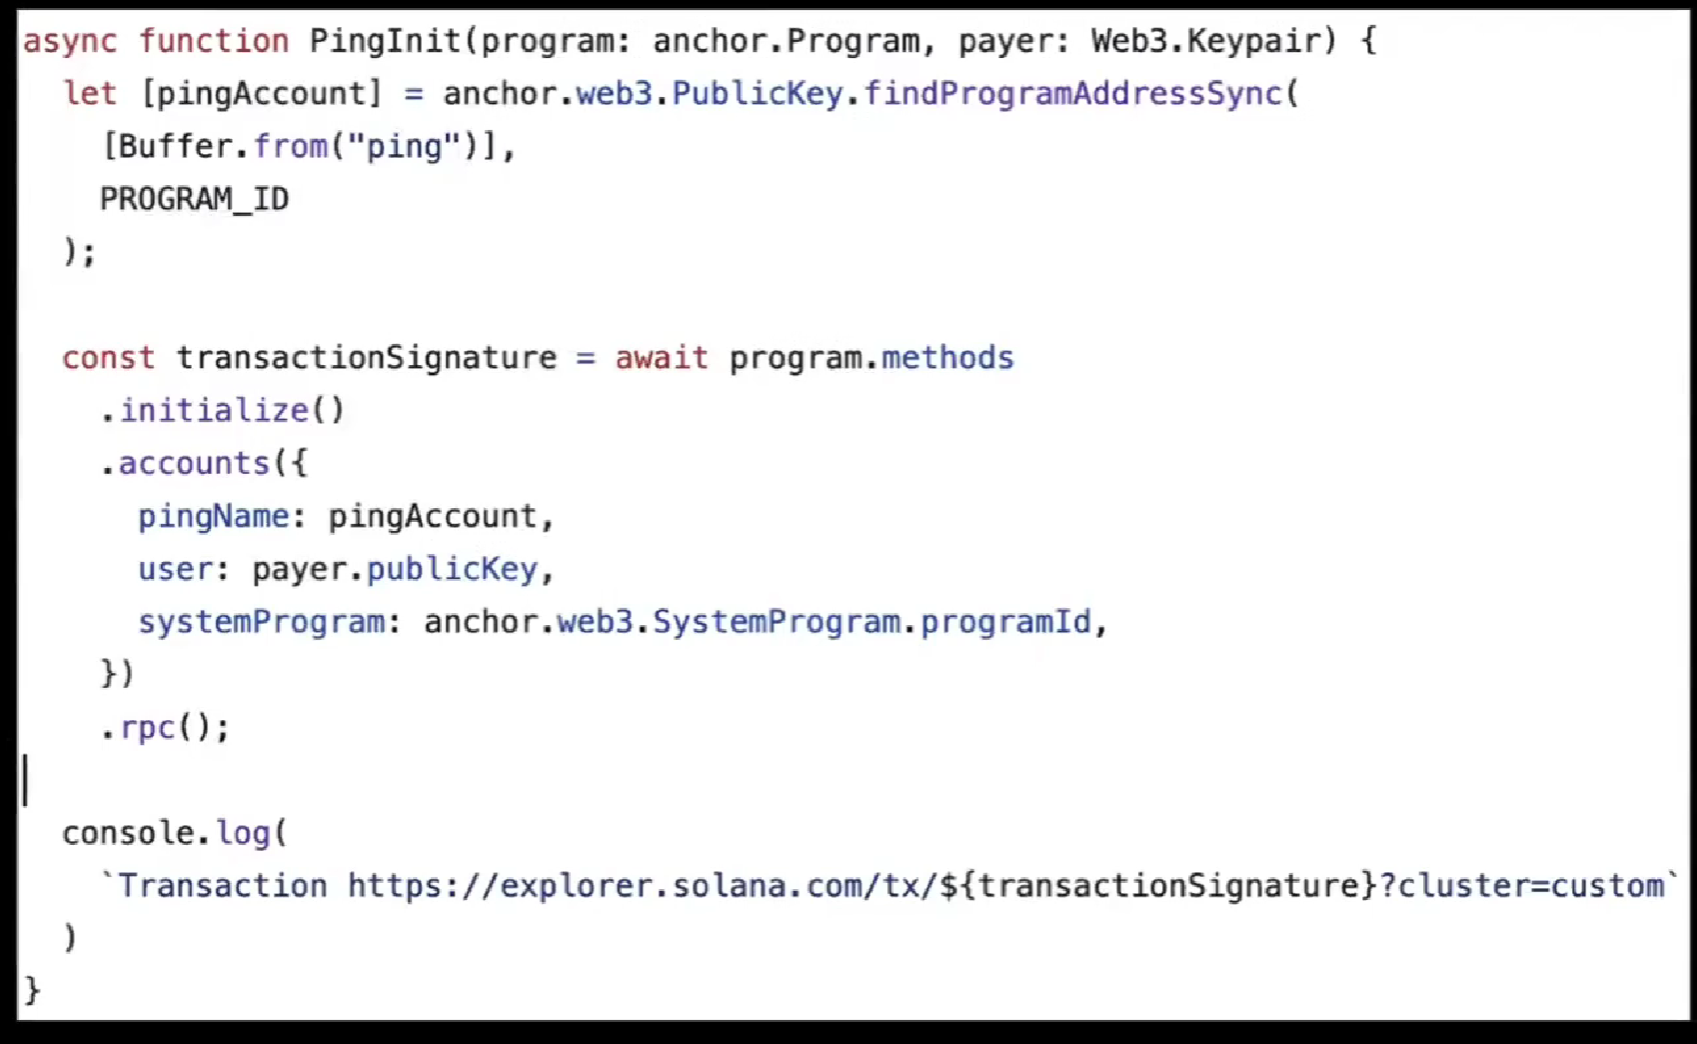 async function PingInit(program: anchor.Program, payer: Web3.Keypair) {
let [pingAccount] = anchor.web3.PublicKey.findProgramAddressSync(
[Buffer.from("ping")],
PROGRAM_ID
);
const transactionSignature = await program.methods
.initialize()
.accounts({
pingName: pingAccount,
user: payer.publicKey,
systemProgram: anchor.web3.SystemProgram.programId,
})
.rpc();
console.log(
`Transaction https://explorer.solana.com/tx/${transactionSignature}?cluster=custom`
)
}